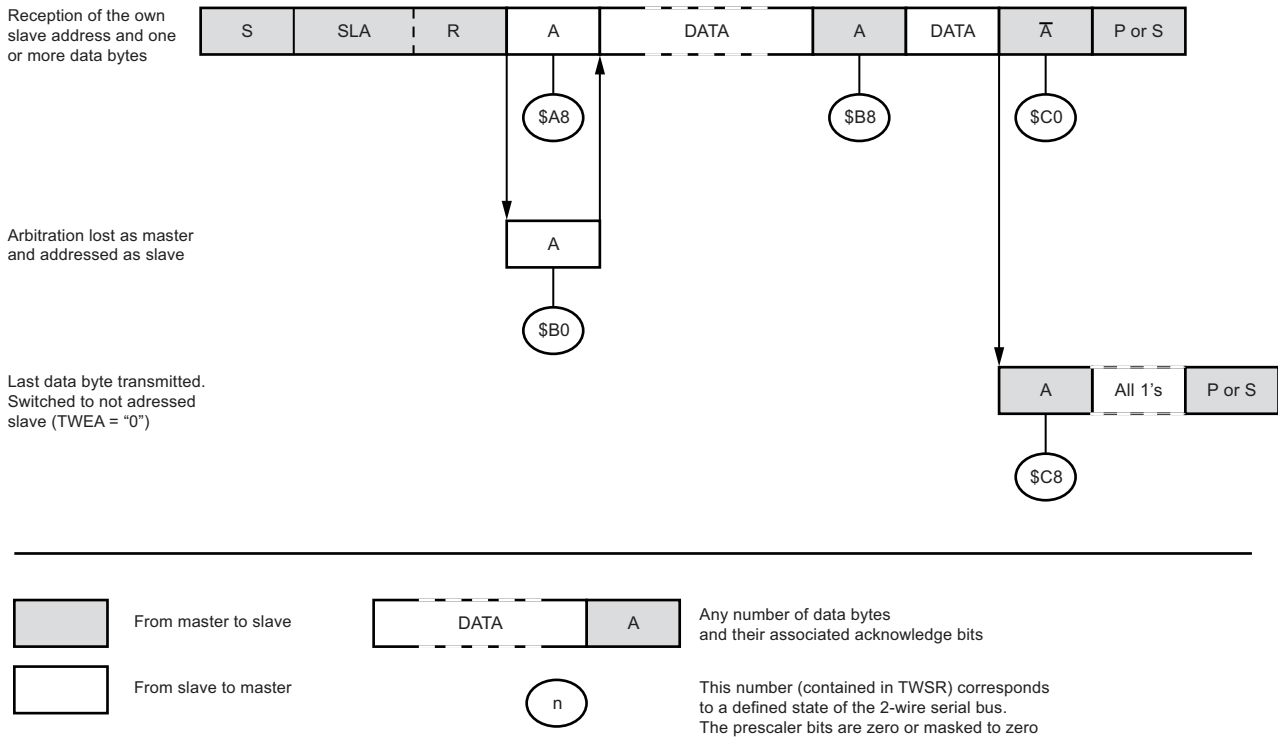 Reception of the own
slave address and one
or more data bytes
S SLA R A DATA A DATA A̅ P or S
$A8 $B8 $C0
Arbitration lost as master
and addressed as slave
A
$B0
Last data byte transmitted.
Switched to not adressed
slave (TWEA = “0”)
A All 1's P or S
$C8
From master to slave
DATA A
Any number of data bytes
and their associated acknowledge bits
From slave to master
n
This number (contained in TWSR) corresponds
to a defined state of the 2-wire serial bus.
The prescaler bits are zero or masked to zero